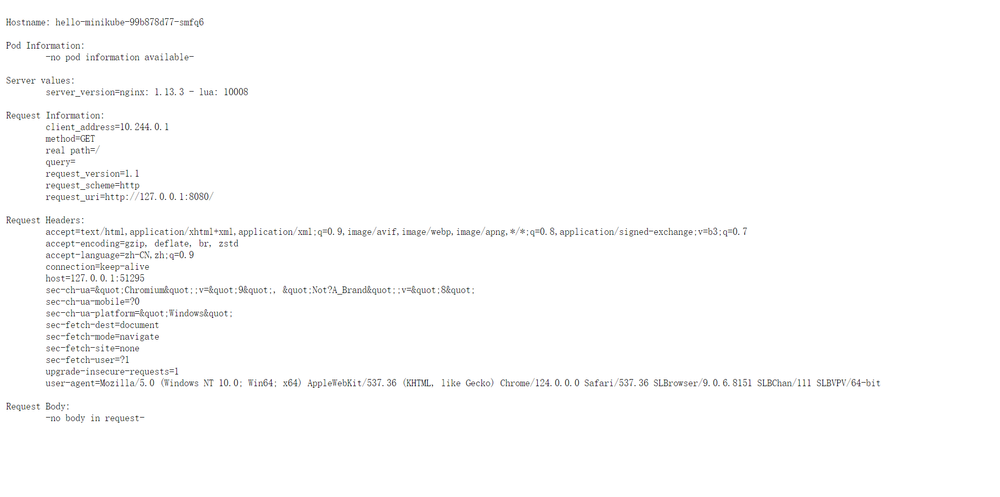 Hostname: hello-minikube-99b878d77-smfq6
Pod Information:
-no pod information available-
Server values:
server_version=nginx: 1.13.3 - lua: 10008
Request Information:
client_address=10.244.0.1
method=GET
real path=/
query=
request_version=1.1
request_scheme=http
request_uri=http://127.0.0.1:8080/
Request Headers:
accept=text/html,application/xhtml+xml,application/xml;q=0.9,image/avif,image/webp,image/apng,*/*;q=0.8,application/signed-exchange;v=b3;q=0.7
accept-encoding=gzip, deflate, br, zstd
accept-language=zh-CN,zh;q=0.9
connection=keep-alive
host=127.0.0.1:51295
sec-ch-ua=&quot;Chromium&quot;;v=&quot;9&quot;, &quot;Not?A_Brand&quot;;v=&quot;8&quot;
sec-ch-ua-mobile=?0
sec-ch-ua-platform=&quot;Windows&quot;
sec-fetch-dest=document
sec-fetch-mode=navigate
sec-fetch-site=none
sec-fetch-user=?1
upgrade-insecure-requests=1
user-agent=Mozilla/5.0 (Windows NT 10.0; Win64; x64) AppleWebKit/537.36 (KHTML, like Gecko) Chrome/124.0.0.0 Safari/537.36 SLBrowser/9.0.6.8151 SLBChan/111 SLBVPV/64-bit
Request Body:
-no body in request-